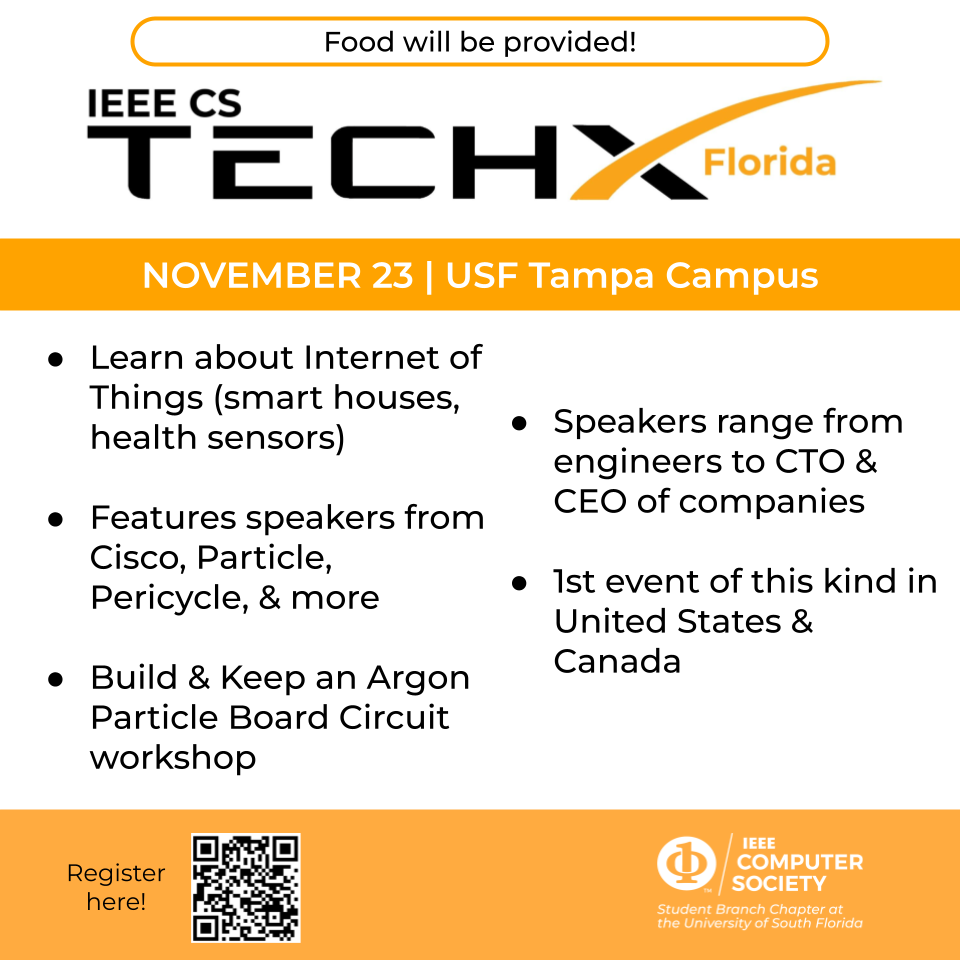 Food will be provided!
IEEE CS
TECHX
Florida
NOVEMBER 23 | USF Tampa Campus
● Learn about Internet of
Things (smart houses,
health sensors)
● Features speakers from
Cisco, Particle,
Pericycle, & more
● Build & Keep an Argon
Particle Board Circuit
workshop
● Speakers range from
engineers to CTO &
CEO of companies
● 1st event of this kind in
United States &
Canada
Register
here!
IEEE
COMPUTER
SOCIETY
TM
Student Branch Chapter at
the University of South Florida